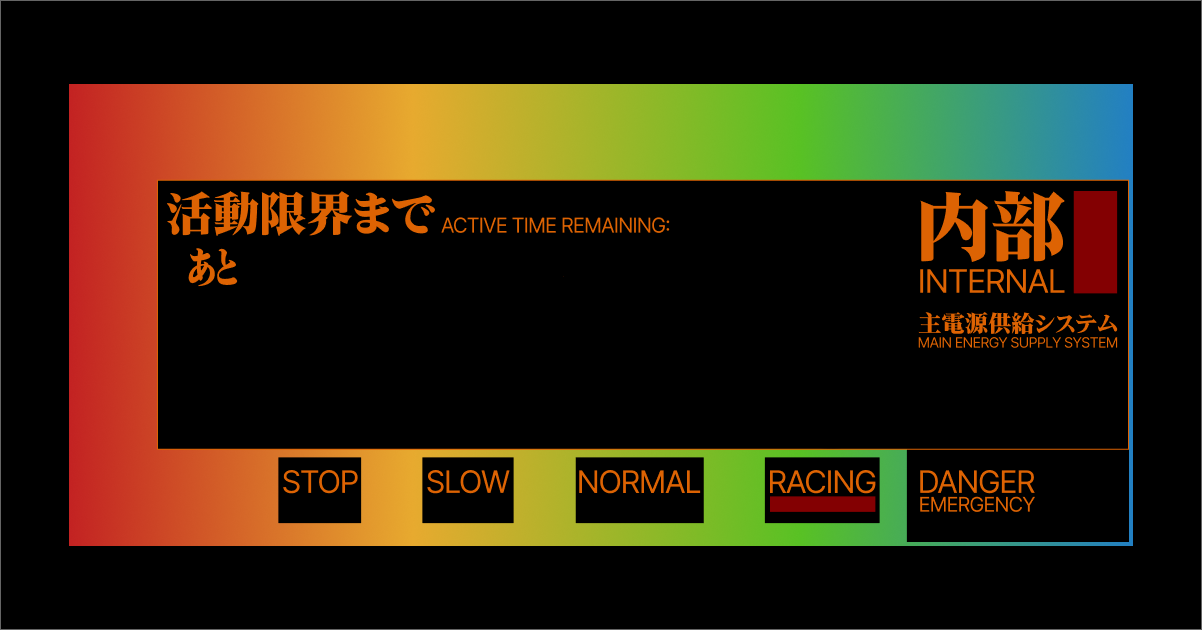 活動限界まで ACTIVE TIME REMAINING:
あと
内部
INTERNAL
主電源供給システム
MAIN ENERGY SUPPLY SYSTEM
STOP
SLOW
NORMAL
RACING
DANGER
EMERGENCY